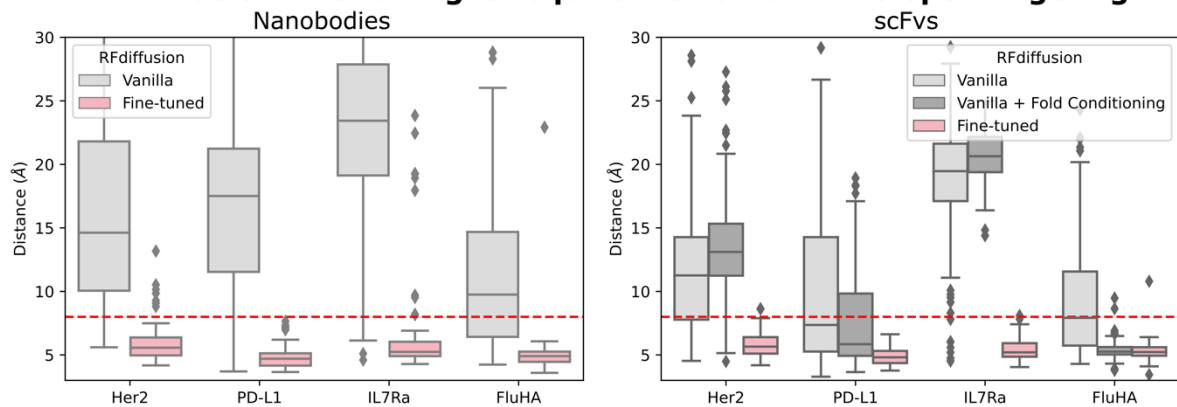 Nanobodies
30
25
20
15
10
5
Distance (Å)
RFdiffusion
Vanilla
Fine-tuned
Her2
PD-L1
IL7Ra
FluHA
scFvs
30
25
20
15
10
5
Distance (Å)
RFdiffusion
Vanilla
Vanilla + Fold Conditioning
Fine-tuned
Her2
PD-L1
IL7Ra
FluHA